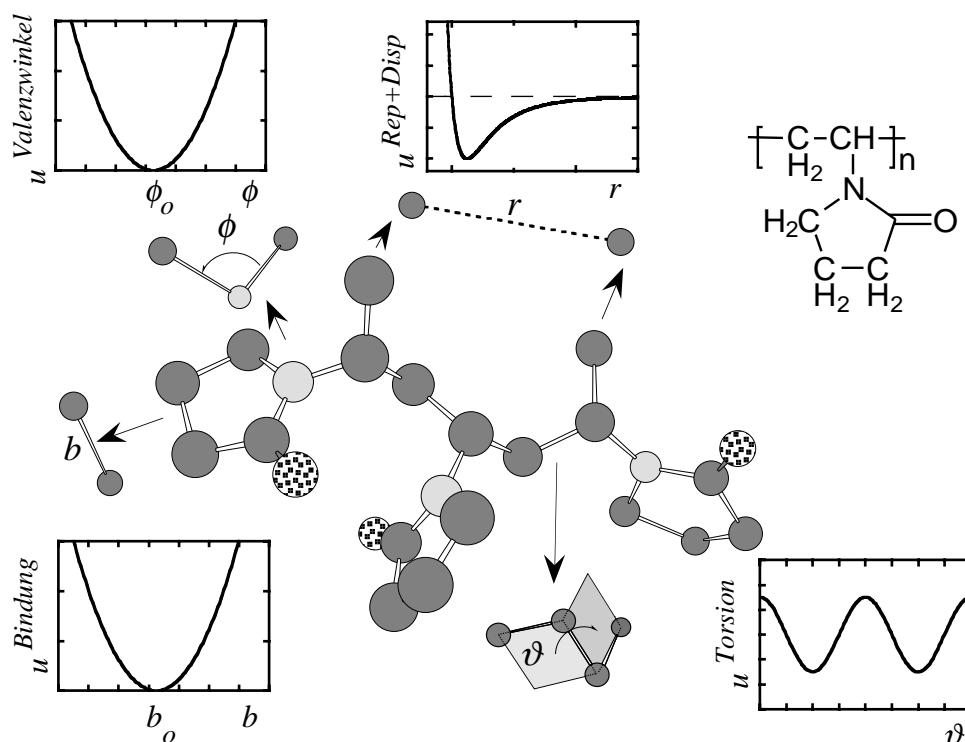 u Valenzwinkel
ϕo ϕ
u Rep+Disp
r
[ C CH ]n
H2
N
H2C O
C C
H2 H2
ϕ
r
b
u Bindung
bo b
ϑ
u Torsion
ϑ